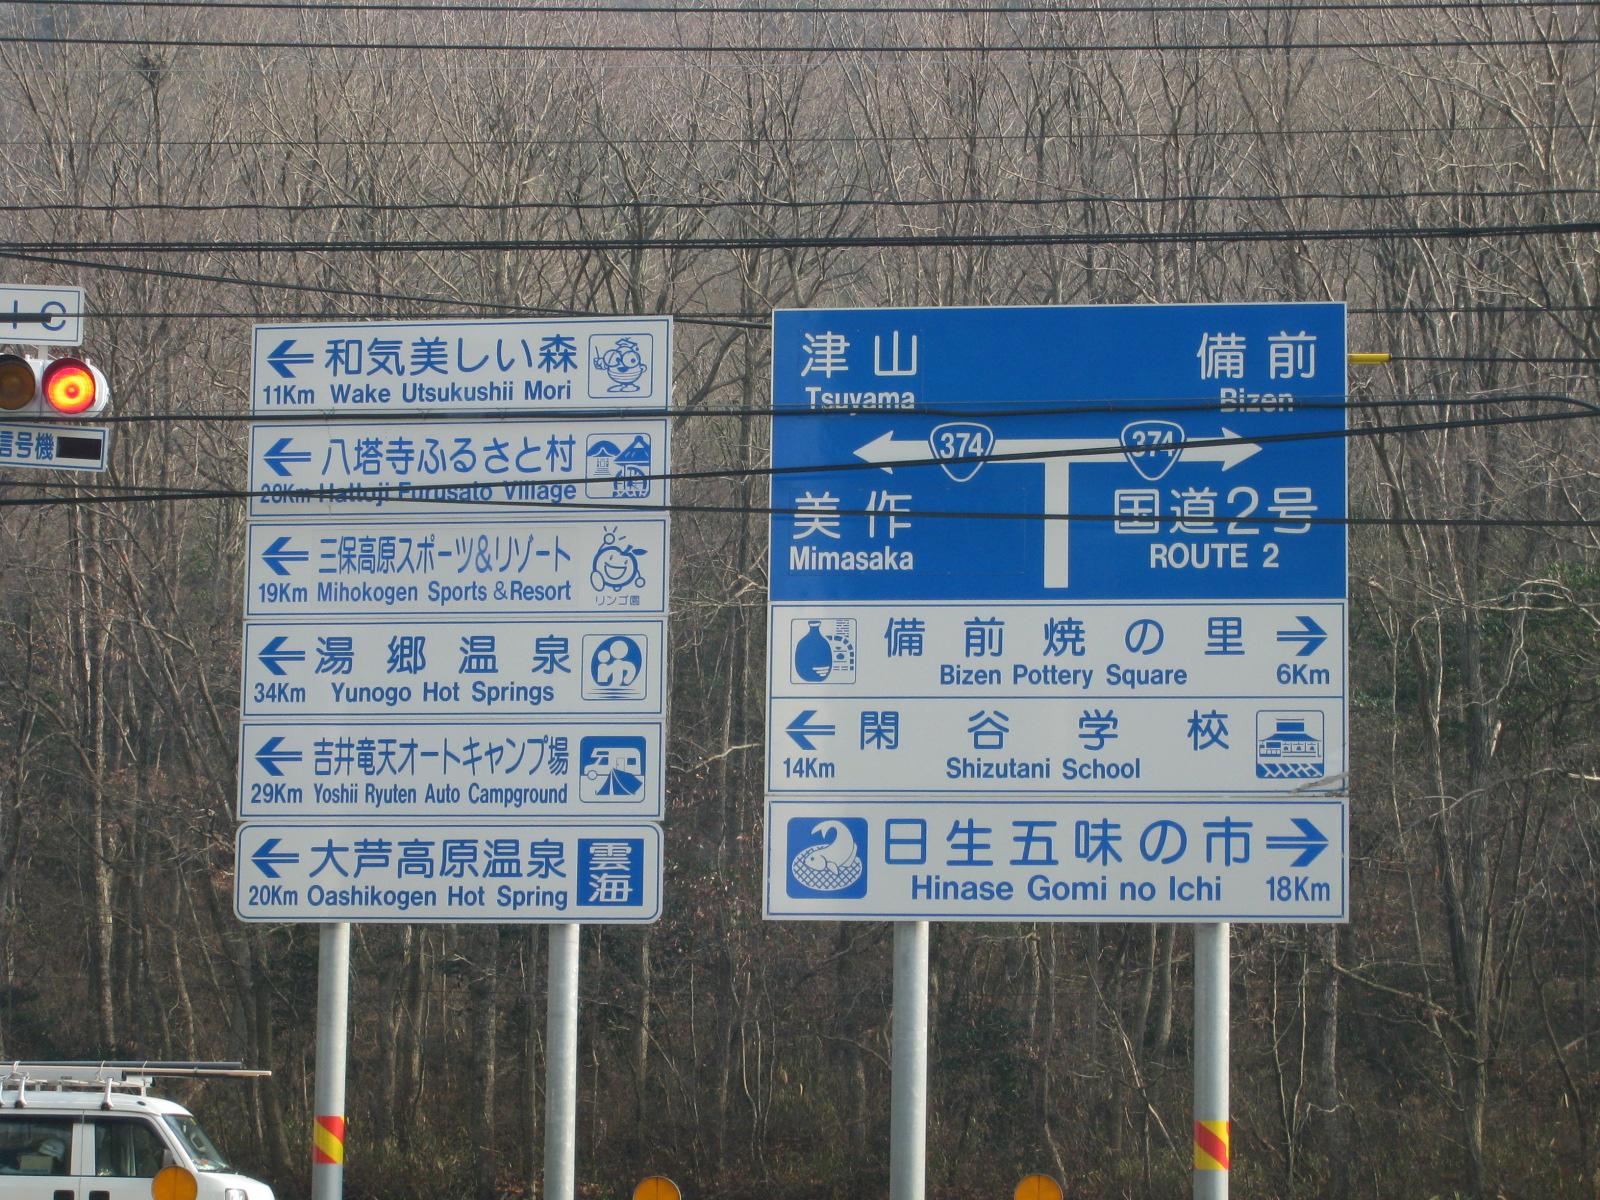 IC
信号機
和気美しい森
11Km Wake Utsukushii Mori
八塔寺ふるさと村
28Km Hattoji Furusato Village
三保高原スポーツ&リゾート
19Km Mihokogen Sports & Resort
リンゴ園
湯郷温泉
34Km Yunogo Hot Springs
吉井竜天オートキャンプ場
29Km Yoshii Ryuten Auto Campground
大芦高原温泉
20Km Oashikogen Hot Spring
雲海
津山 備前
Tsuyama Bizen
374 374
美作 国道2号
Mimasaka ROUTE 2
備前焼の里
Bizen Pottery Square 6Km
閑谷学校
14Km Shizutani School
日生五味の市
Hinase Gomi no Ichi 18Km